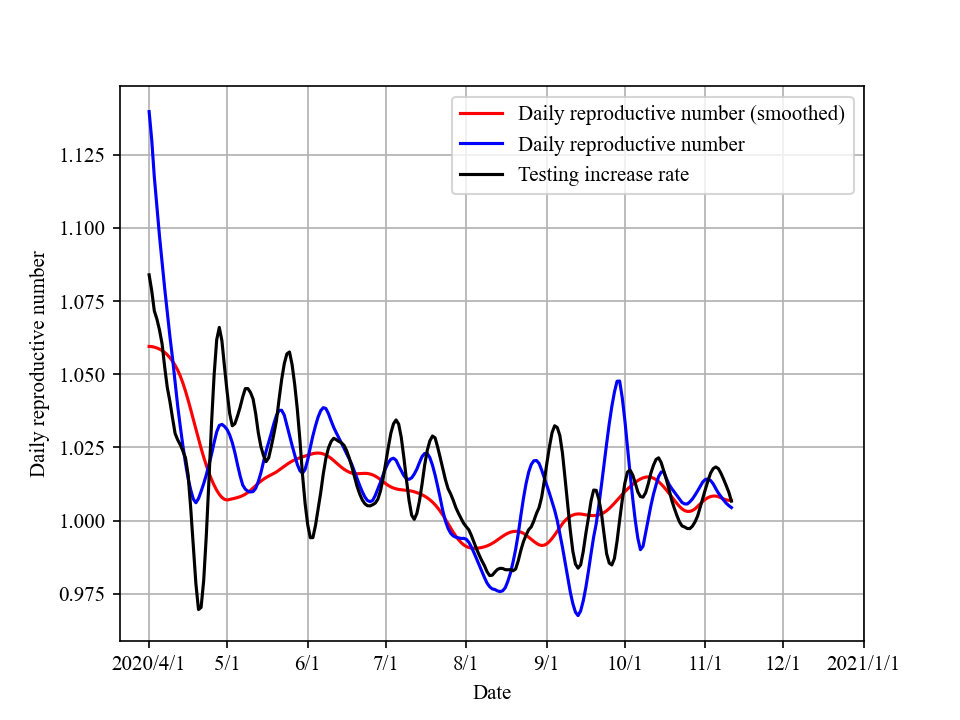 Daily reproductive number (smoothed)
Daily reproductive number
Testing increase rate
Daily reproductive number
1.125
1.100
1.075
1.050
1.025
1.000
0.975
2020/4/1 5/1 6/1 7/1 8/1 9/1 10/1 11/1 12/1 2021/1/1
Date